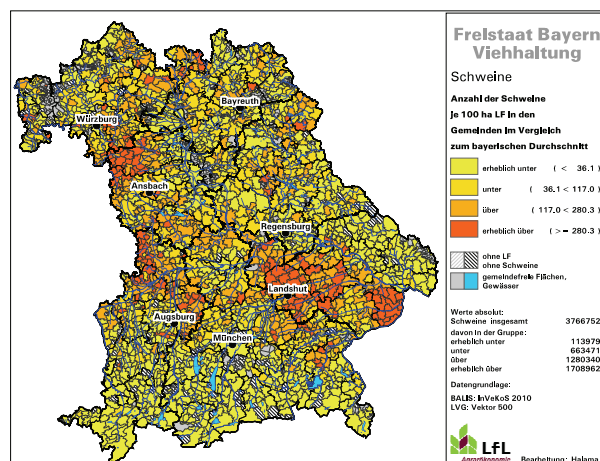 Freistaat Bayern
Viehhaltung
Schweine
Anzahl der Schweine
je 100 ha LF in den
Gemeinden im Vergleich
zum bayerischen Durchschnitt
erheblich unter ( < 36.1 )
unter ( 36.1 < 117.0 )
über ( 117.0 < 280.3 )
erheblich über ( >= 280.3 )
ohne LF
ohne Schweine
gemeindefreie Flächen,
Gewässer
Werte absolut:
Schweine insgesamt 3766752
davon in der Gruppe:
erheblich unter 113979
unter 663471
über 1280340
erheblich über 1708962
Datengrundlage:
BALIS: InVeKoS 2010
LVG: Vektor 500
LfL
Agrarökonomie
Bearbeitung: Halama
Bayreuth
Würzburg
Ansbach
Regensburg
Landshut
Augsburg
München